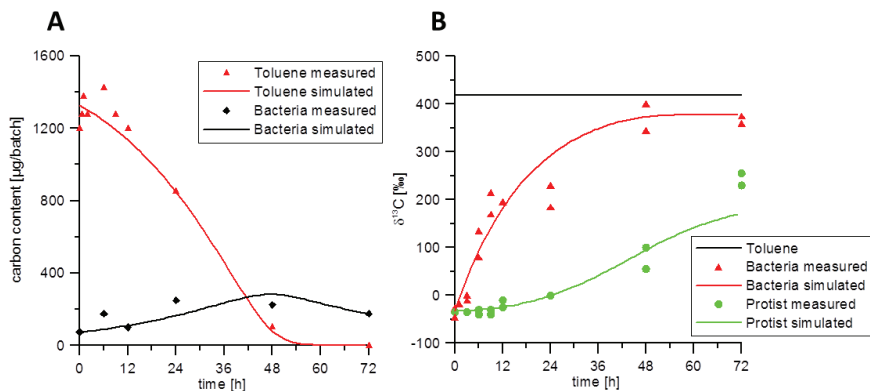 A
1600
1200
800
400
0
carbon content [µg/batch]
0 12 24 36 48 60 72
time [h]
Toluene measured
Toluene simulated
Bacteria measured
Bacteria simulated
B
500
400
300
200
100
0
-100
δ13C [‰]
0 12 24 36 48 60 72
time [h]
Toluene
Bacteria measured
Bacteria simulated
Protist measured
Protist simulated